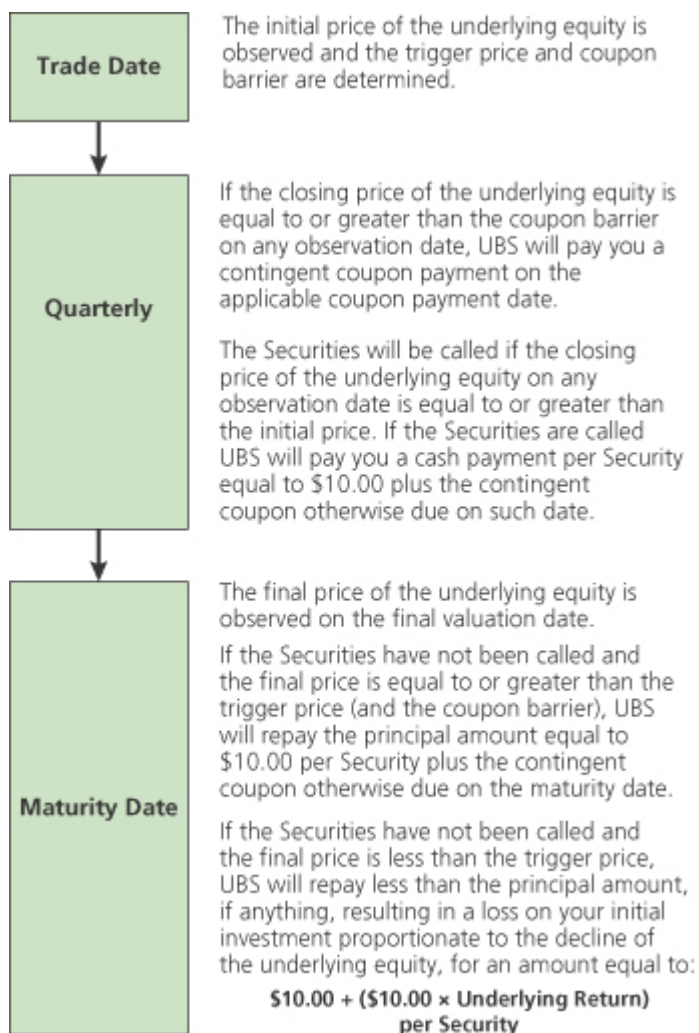 Trade Date
The initial price of the underlying equity is
observed and the trigger price and coupon
barrier are determined.
Quarterly
If the closing price of the underlying equity is
equal to or greater than the coupon barrier
on any observation date, UBS will pay you a
contingent coupon payment on the
applicable coupon payment date.
The Securities will be called if the closing
price of the underlying equity on any
observation date is equal to or greater than
the initial price. If the Securities are called
UBS will pay you a cash payment per Security
equal to $10.00 plus the contingent
coupon otherwise due on such date.
Maturity Date
The final price of the underlying equity is
observed on the final valuation date.
If the Securities have not been called and
the final price is equal to or greater than the
trigger price (and the coupon barrier), UBS
will repay the principal amount equal to
$10.00 per Security plus the contingent
coupon otherwise due on the maturity date.
If the Securities have not been called and
the final price is less than the trigger price,
UBS will repay less than the principal amount,
if anything, resulting in a loss on your initial
investment proportionate to the decline of
the underlying equity, for an amount equal to:
$10.00 + ($10.00 × Underlying Return)
per Security